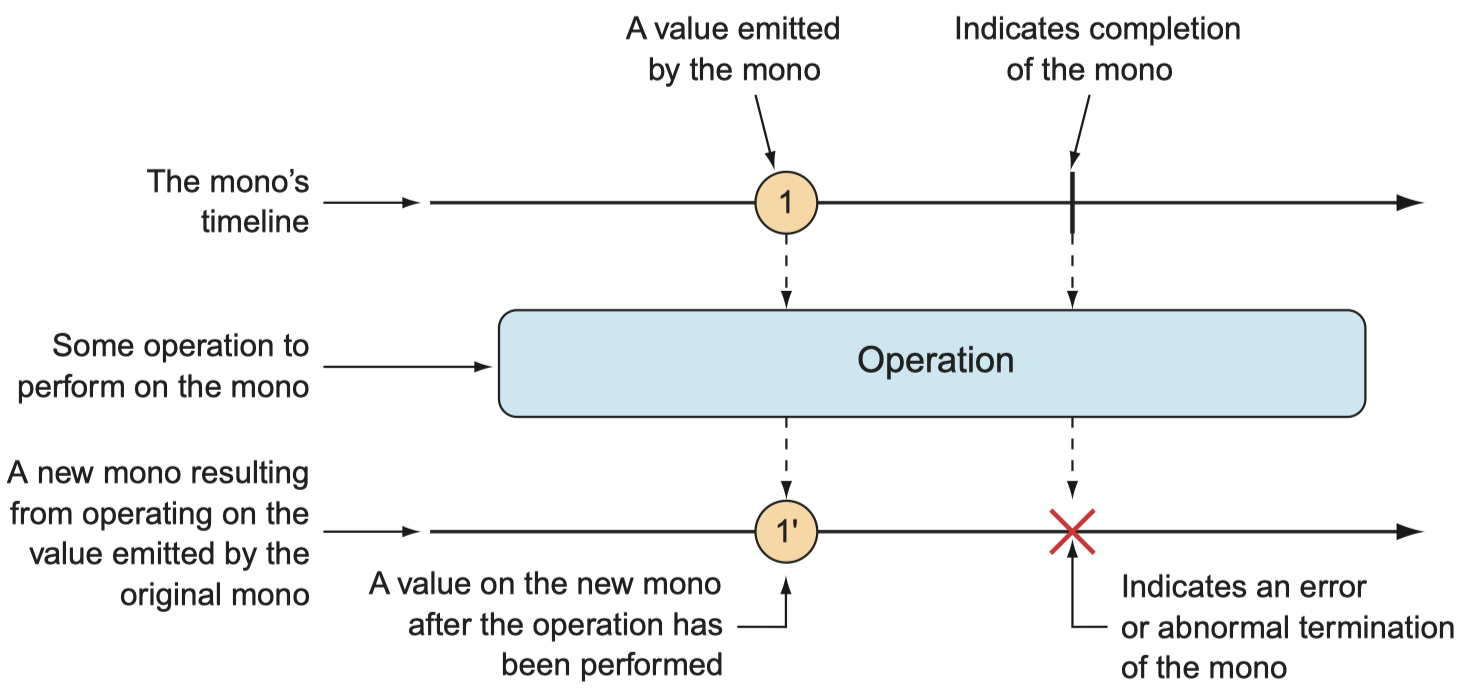 A value emitted
by the mono
Indicates completion
of the mono
The mono’s
timeline
1
Some operation to
perform on the mono
Operation
A new mono resulting
from operating on the
value emitted by the
original mono
1'
A value on the new mono
after the operation has
been performed
Indicates an error
or abnormal termination
of the mono